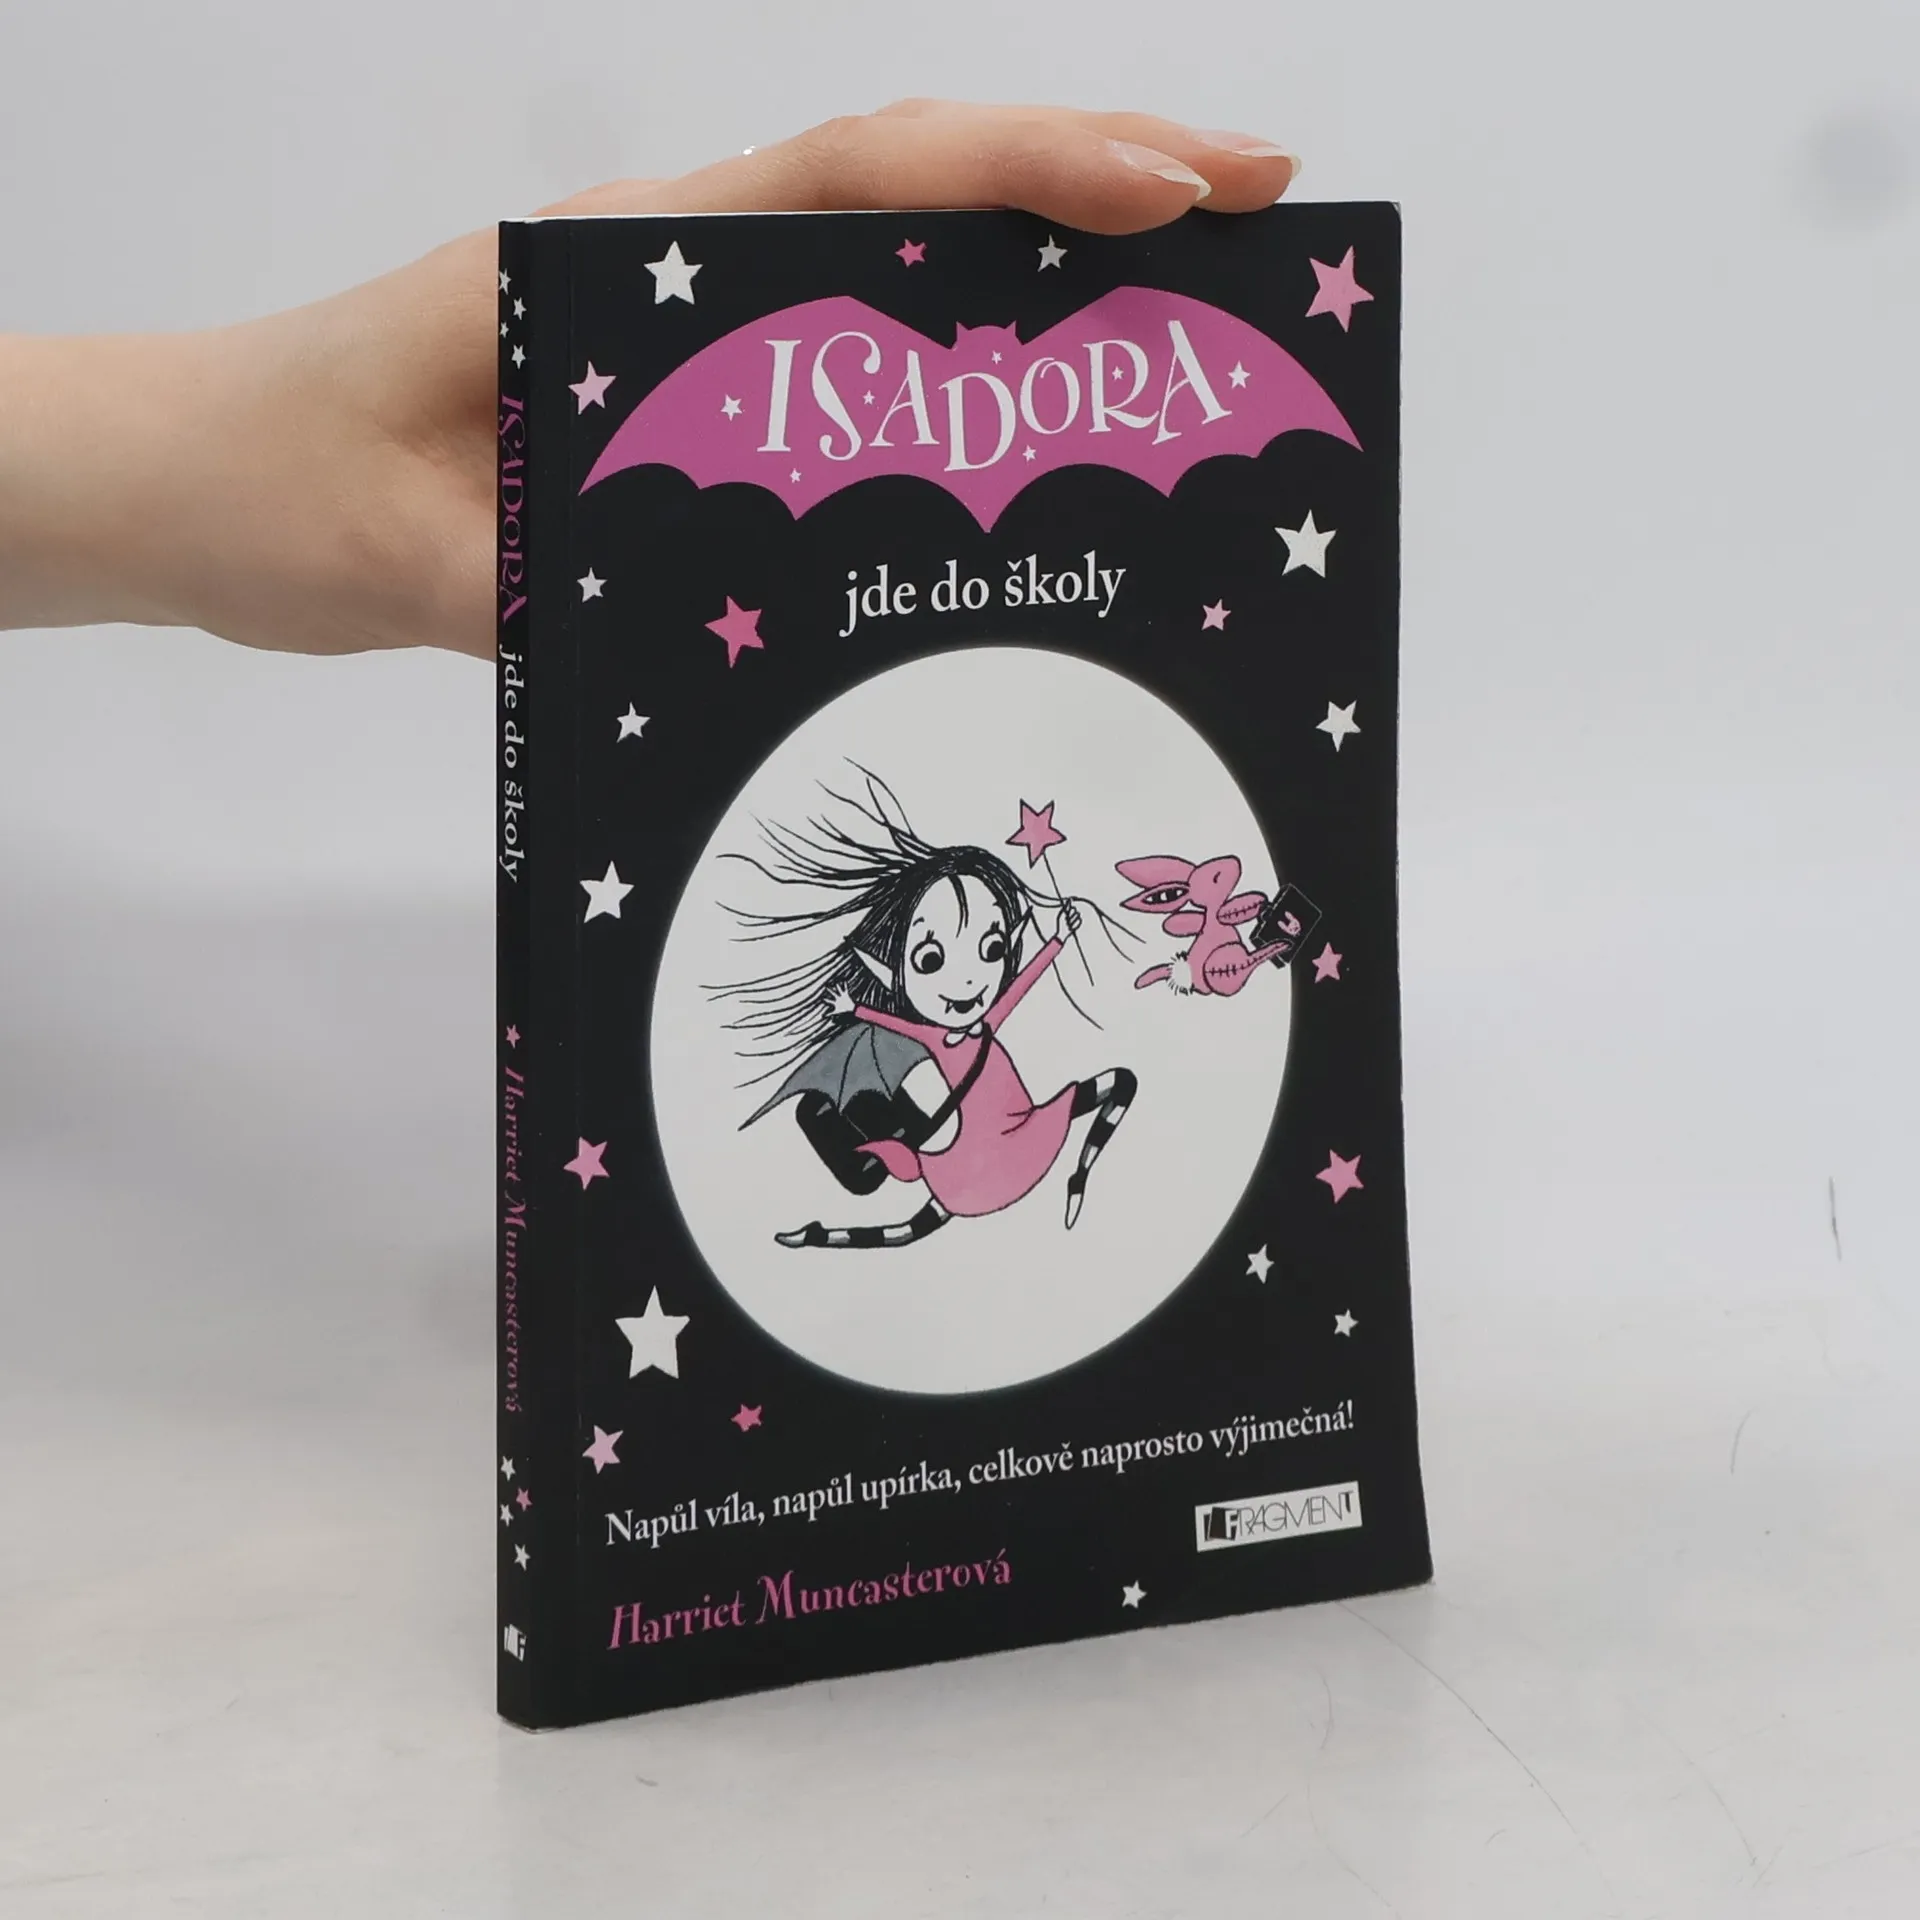 ISADORA
jde do školy
Napůl víla, napůl upírka, celkově naprosto výjimečná!
FRAGMENT
Harriet Muncasterová
ISADORA jde do školy Harriet Muncasterová